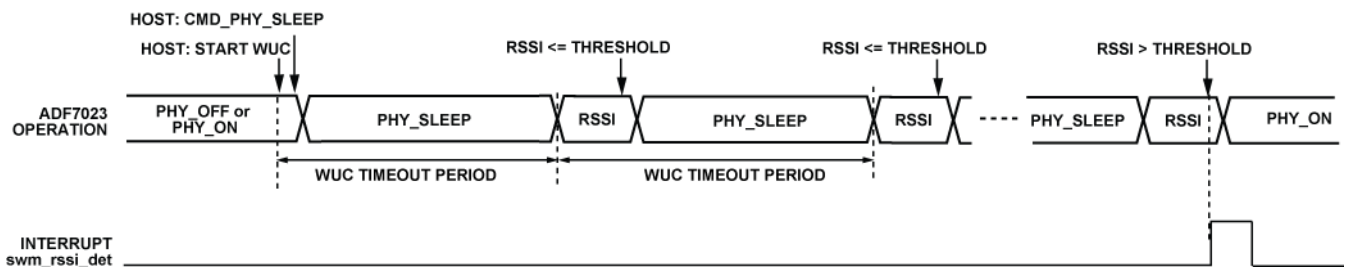 HOST: CMD_PHY_SLEEP
HOST: START WUC
RSSI <= THRESHOLD
RSSI <= THRESHOLD
RSSI > THRESHOLD
ADF7023
OPERATION
PHY_OFF or
PHY_ON
PHY_SLEEP
RSSI
PHY_SLEEP
RSSI
PHY_SLEEP
RSSI
PHY_ON
WUC TIMEOUT PERIOD
WUC TIMEOUT PERIOD
INTERRUPT
swm_rssi_det